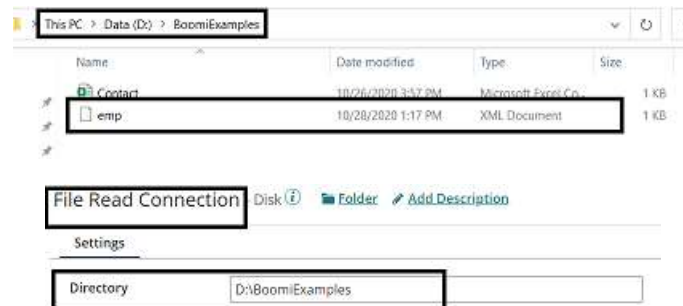 This PC > Data (D:) > BoomiExamples
Name Date modified Type Size
Contact 10/26/2020 3:57 PM Microsoft Excel Co... 1 KB
emp 10/28/2020 1:17 PM XML Document 1 KB
File Read Connection Disk i Folder Add Description
Settings
Directory D:\BoomiExamples